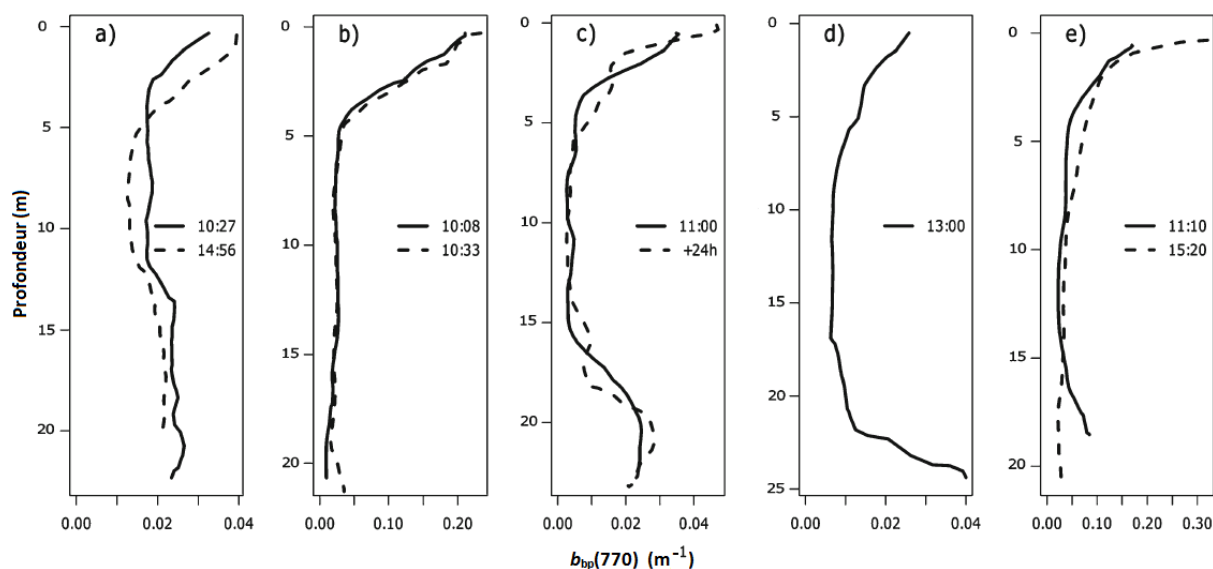 a) b) c) d) e)
0 0 0 0 0
5 5 5 5 5
10 10 10 10 10
15 15 15 15 15
20 20 20 20 20
25
10:27 10:08 11:00 13:00 11:10
14:56 10:33 +24h 15:20
Profondeur (m)
0.00 0.02 0.04 0.00 0.10 0.20 0.00 0.02 0.04 0.00 0.02 0.04 0.00 0.10 0.20 0.30
bbp(770) (m⁻¹)